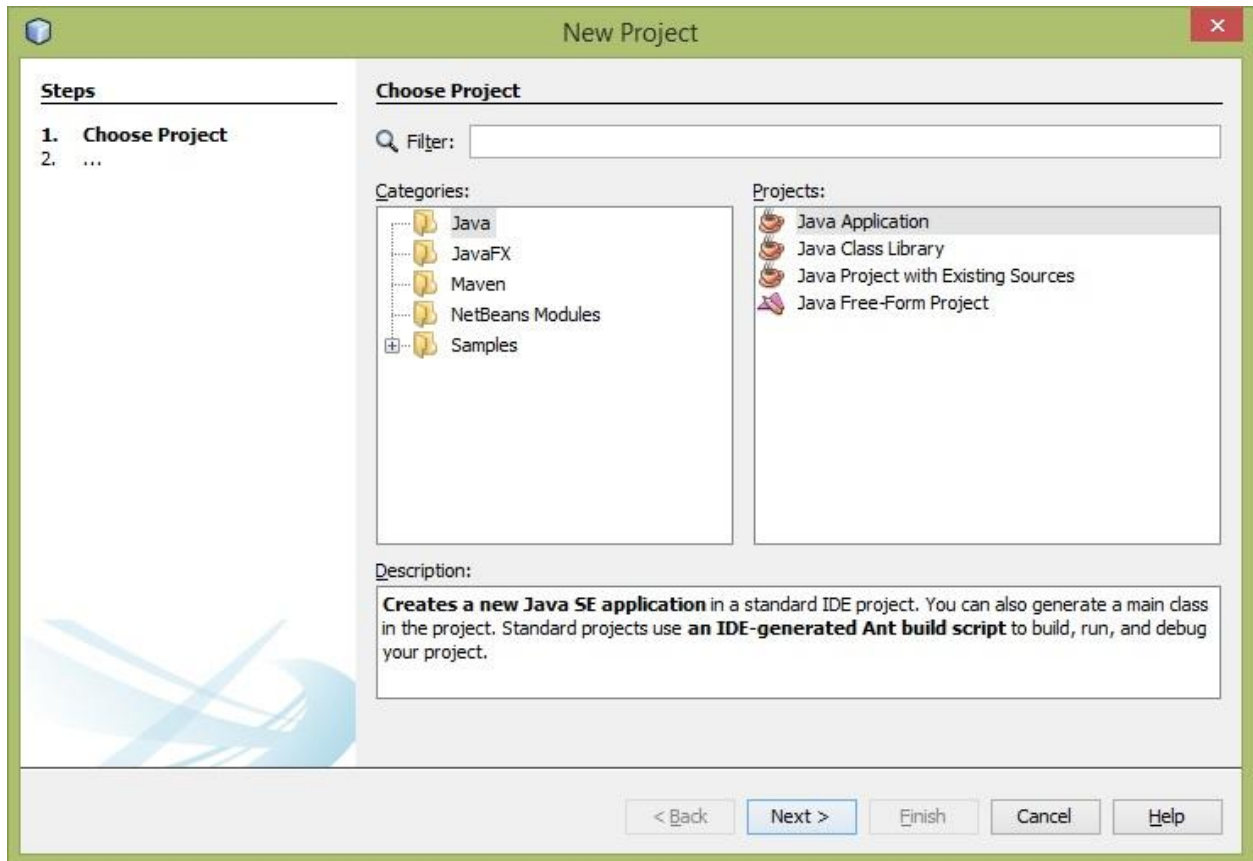 New Project
Steps
1. Choose Project
2. ...
Choose Project
Filter:
Categories:
Java
JavaFX
Maven
NetBeans Modules
Samples
Projects:
Java Application
Java Class Library
Java Project with Existing Sources
Java Free-Form Project
Description:
Creates a new Java SE application in a standard IDE project. You can also generate a main class
in the project. Standard projects use an IDE-generated Ant build script to build, run, and debug
your project.
< Back Next > Finish Cancel Help